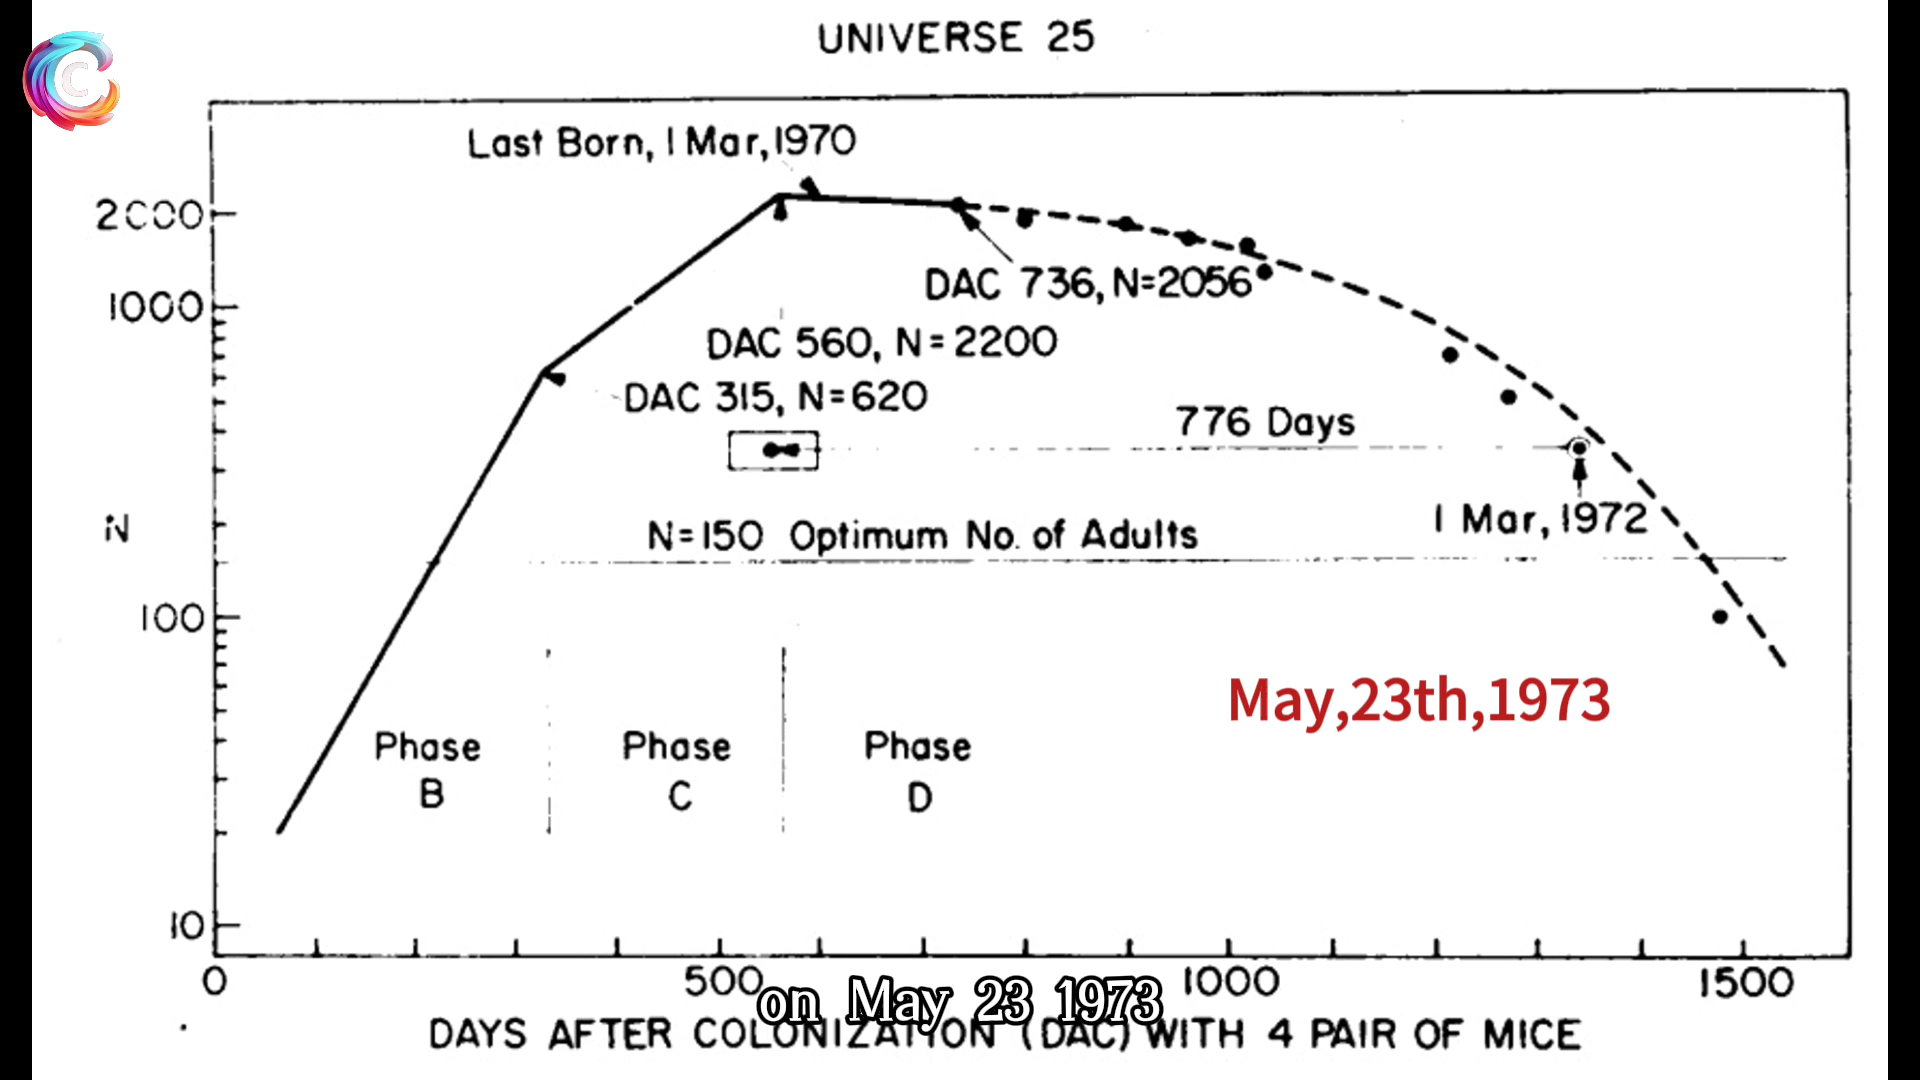 UNIVERSE 25
C
Last Born, 1 Mar, 1970
2000
DAC 736, N=2056
1000
DAC 560, N=2200
DAC 315, N=620
776 Days
N
N=150 Optimum No. of Adults
1 Mar, 1972
100
May,23th,1973
Phase B
Phase C
Phase D
10
0 500 1000 1500
on May 23 1973
DAYS AFTER COLONIZATION (DAC) WITH 4 PAIR OF MICE